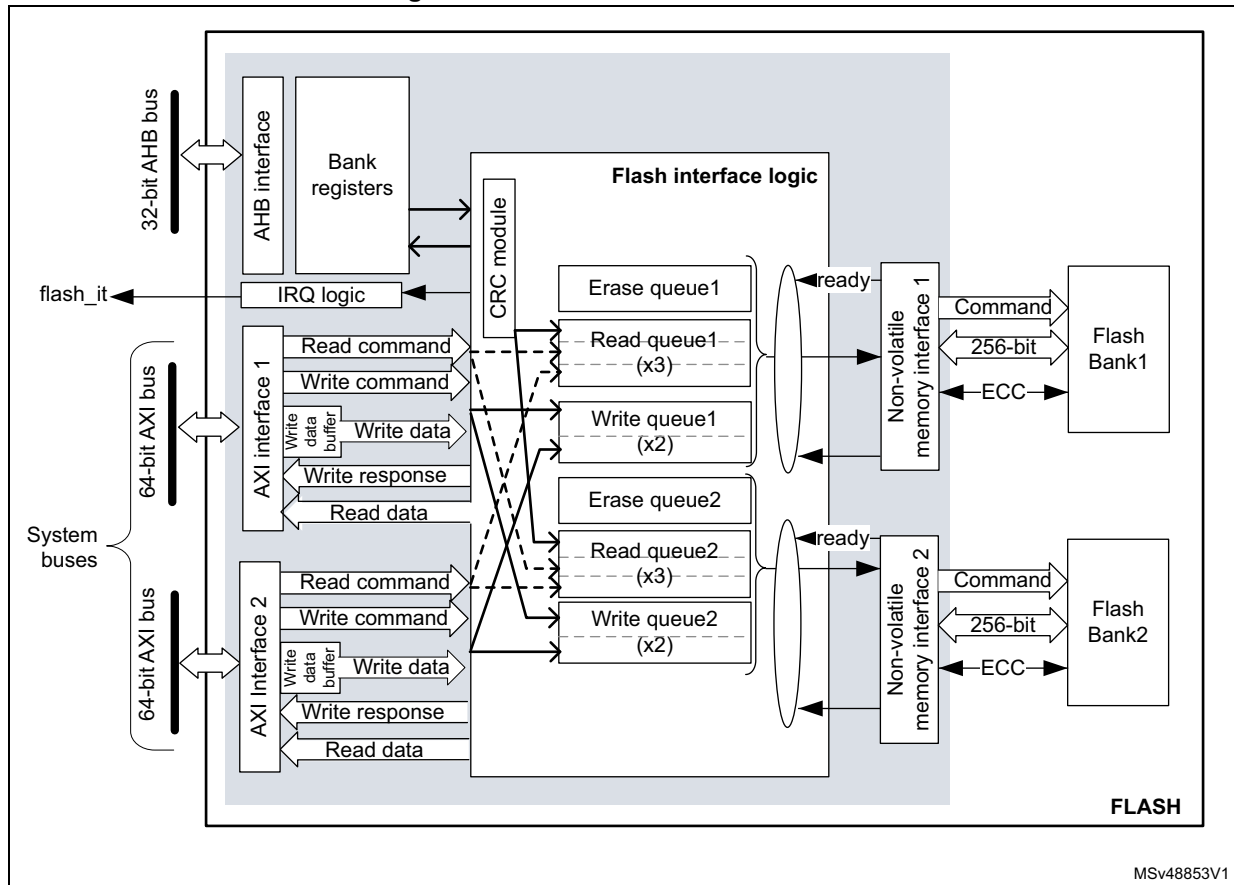 32-bit AHB bus
AHB interface
Bank
registers
Flash interface logic
CRC module
flash_it
IRQ logic
Erase queue1
ready
Non-volatile
memory interface 1
Command
256-bit
ECC
Flash
Bank1
Read queue1
(x3)
Write queue1
(x2)
64-bit AXI bus
AXI interface 1
Read command
Write command
Write
data
buffer
Write data
Write response
Read data
System
buses
Erase queue2
ready
Read queue2
(x3)
Write queue2
(x2)
Non-volatile
memory interface 2
Command
256-bit
ECC
Flash
Bank2
64-bit AXI bus
AXI Interface 2
Read command
Write command
Write
data
buffer
Write data
Write response
Read data
FLASH
MSv48853V1